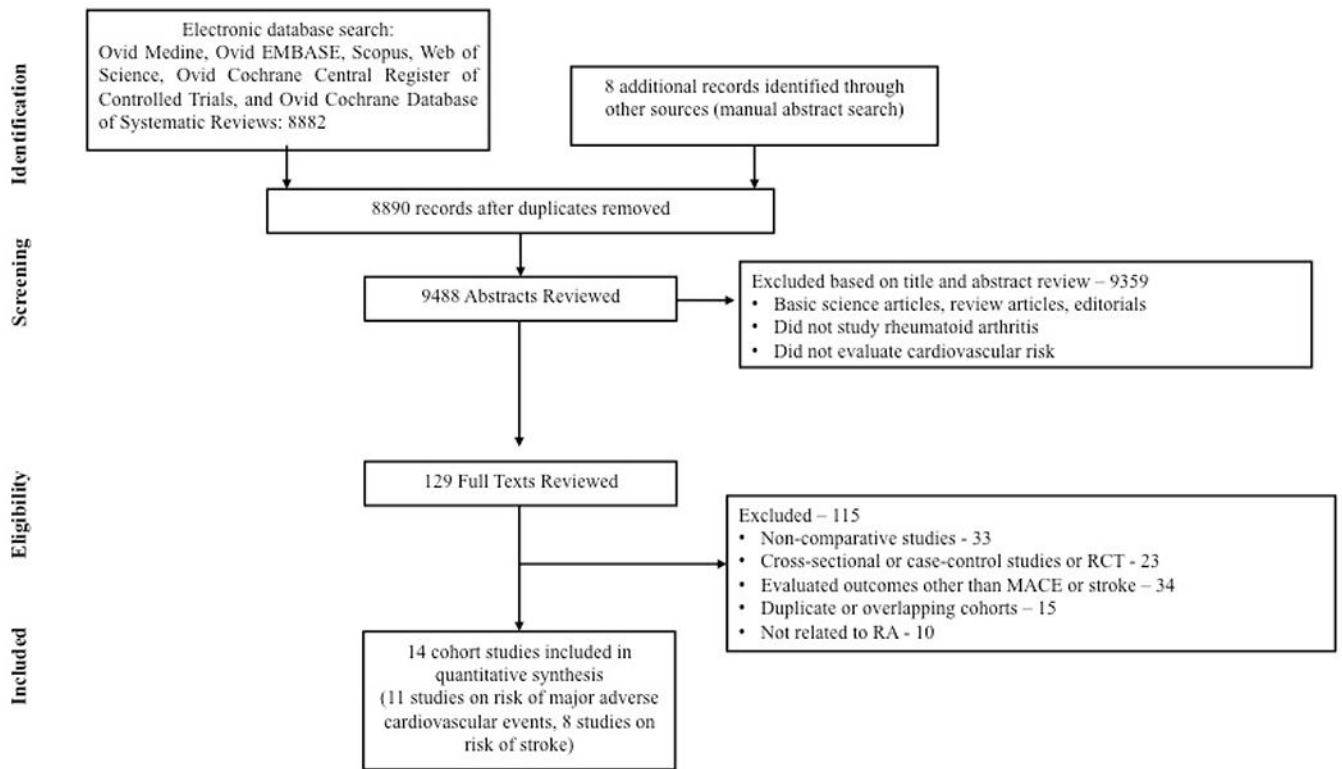 Identification
Electronic database search:
Ovid Medine, Ovid EMBASE, Scopus, Web of
Science, Ovid Cochrane Central Register of
Controlled Trials, and Ovid Cochrane Database
of Systematic Reviews: 8882
8 additional records identified through
other sources (manual abstract search)
8890 records after duplicates removed
Screening
9488 Abstracts Reviewed
Excluded based on title and abstract review – 9359
• Basic science articles, review articles, editorials
• Did not study rheumatoid arthritis
• Did not evaluate cardiovascular risk
Eligibility
129 Full Texts Reviewed
Excluded – 115
• Non-comparative studies - 33
• Cross-sectional or case-control studies or RCT - 23
• Evaluated outcomes other than MACE or stroke – 34
• Duplicate or overlapping cohorts – 15
• Not related to RA - 10
Included
14 cohort studies included in
quantitative synthesis
(11 studies on risk of major adverse
cardiovascular events, 8 studies on
risk of stroke)